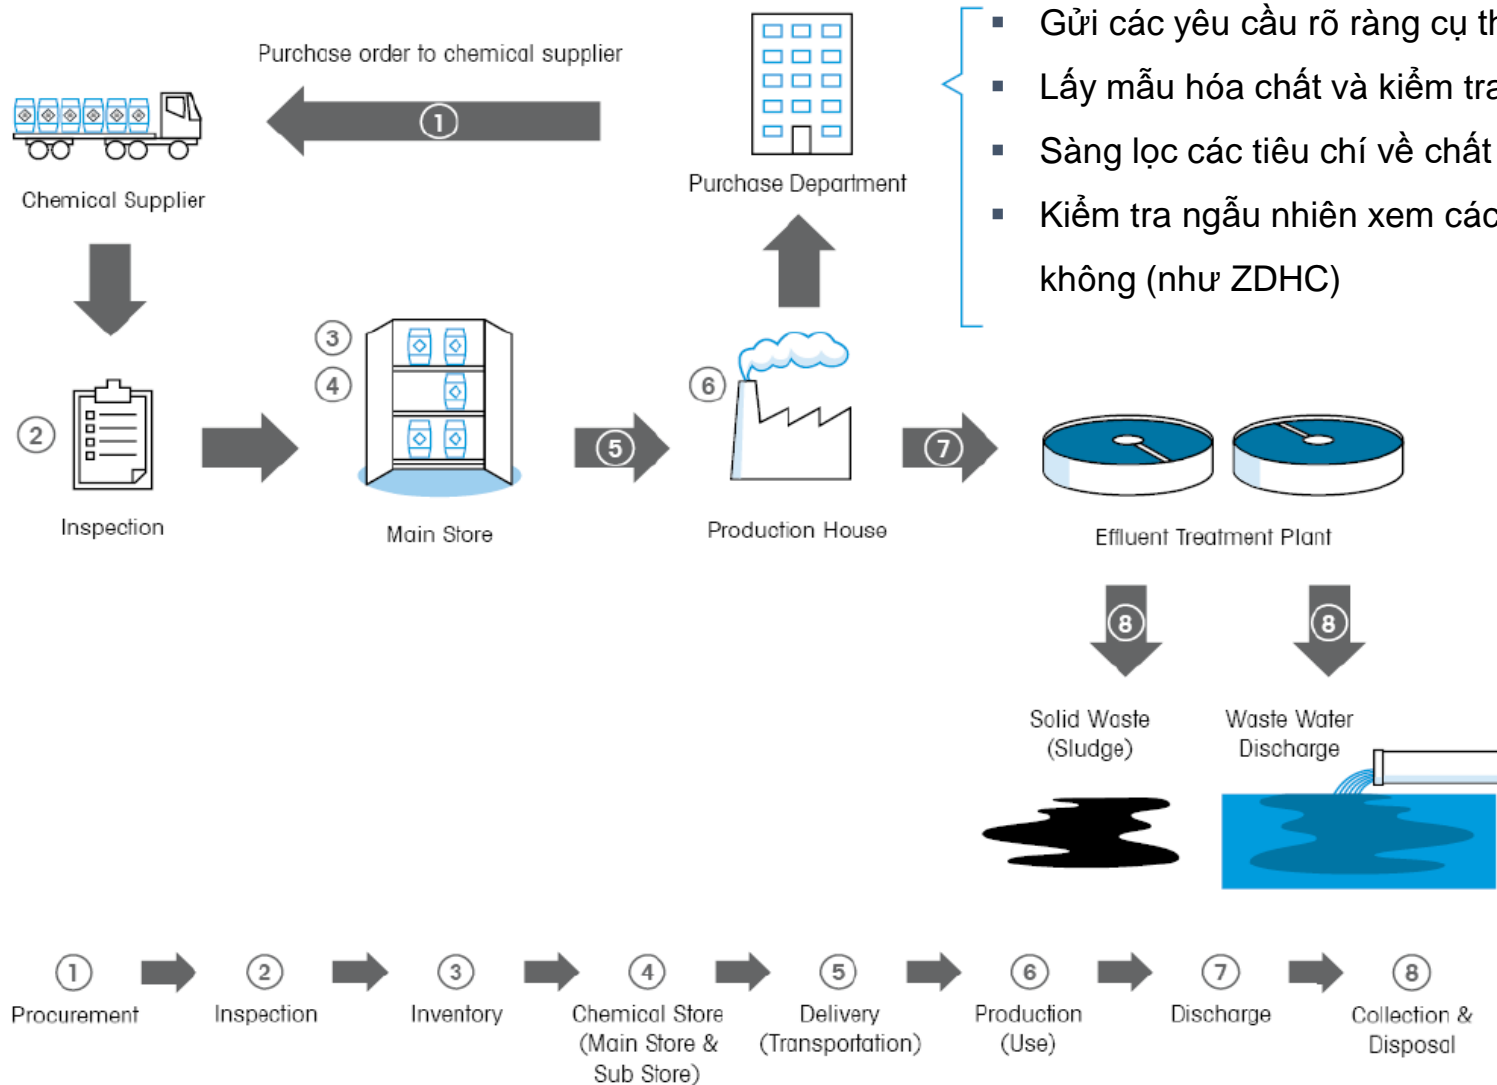 Purchase order to chemical supplier
1
Chemical Supplier
Purchase Department
▪ Gửi các yêu cầu rõ ràng cụ
▪ Lấy mẫu hóa chất và kiểm tra
▪ Sàng lọc các tiêu chí về chất
▪ Kiểm tra ngẫu nhiên xem các
không (như ZDHC)
2
Inspection
3
4
Main Store
5
6
Production House
7
Effluent Treatment Plant
8
8
Solid Waste
(Sludge)
Waste Water
Discharge
1
Procurement
2
Inspection
3
Inventory
4
Chemical Store
(Main Store &
Sub Store)
5
Delivery
(Transportation)
6
Production
(Use)
7
Discharge
8
Collection &
Disposal